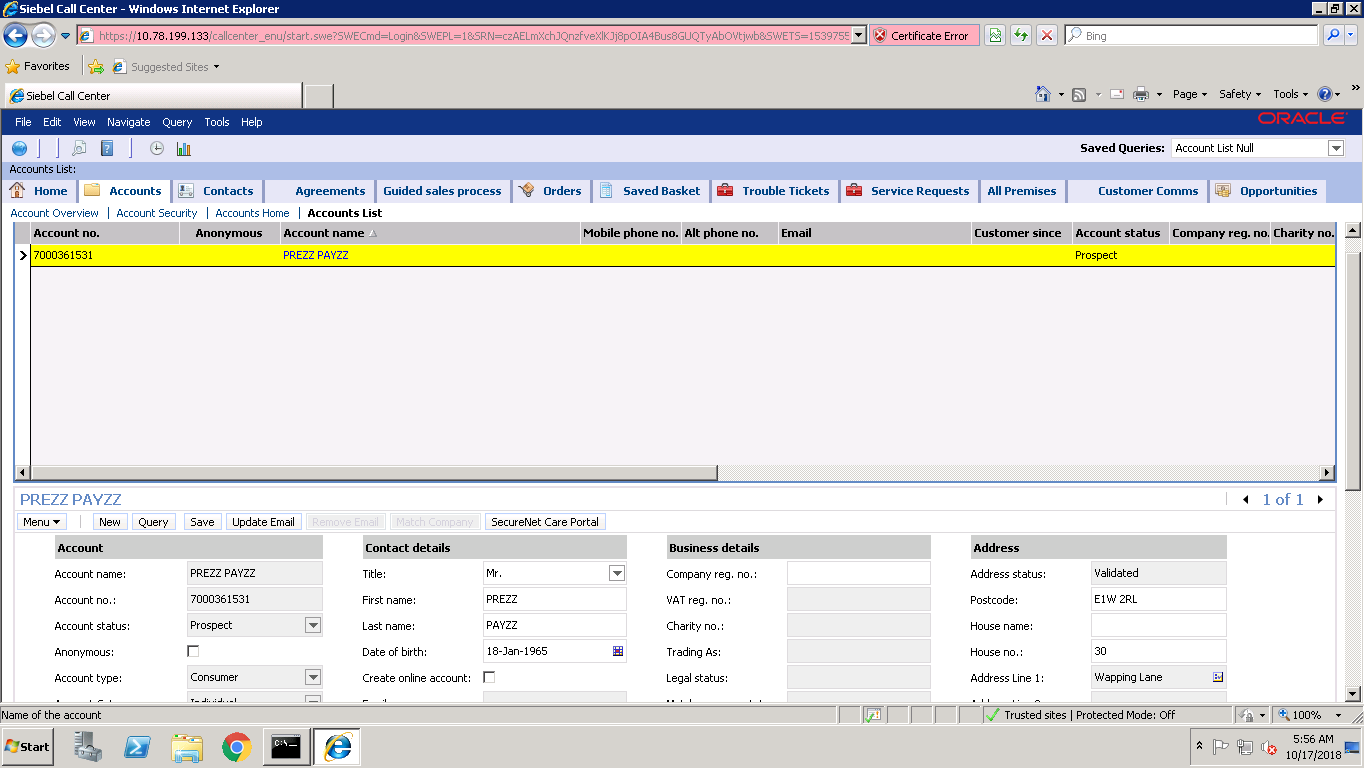 Siebel Call Center - Windows Internet Explorer
https://10.78.199.133/callcenter_enu/start.swe?SWECmd=Login&SWEPL=1&SRN=czAELmXchJQnzfveXlKJj8pOIA4Bus8GUQTyAbOVtjwb&SWETS=1539755
Certificate Error
Bing
Favorites Suggested Sites
Siebel Call Center
Page Safety Tools
File Edit View Navigate Query Tools Help
ORACLE
Saved Queries: Account List Null
Accounts List:
Home Accounts Contacts Agreements Guided sales process Orders Saved Basket Trouble Tickets Service Requests All Premises Customer Comms Opportunities
Account Overview | Account Security | Accounts Home | Accounts List
Account no. Anonymous Account name Mobile phone no. Alt phone no. Email Customer since Account status Company reg. no. Charity no.
7000361531 PREZZ PAYZZ Prospect
PREZZ PAYZZ 1 of 1
Menu New Query Save Update Email Remove Email Match Company SecureNet Care Portal
Account Contact details Business details Address
Account name: PREZZ PAYZZ Title: Mr. Company reg. no.: Address status: Validated
Account no.: 7000361531 First name: PREZZ VAT reg. no.: Postcode: E1W 2RL
Account status: Prospect Last name: PAYZZ Charity no.: House name:
Anonymous: Date of birth: 18-Jan-1965 Trading As: House no.: 30
Account type: Consumer Create online account: Legal status: Address Line 1: Wapping Lane
Name of the account Trusted sites | Protected Mode: Off 100%
Start C:\. 5:56 AM
10/17/2018